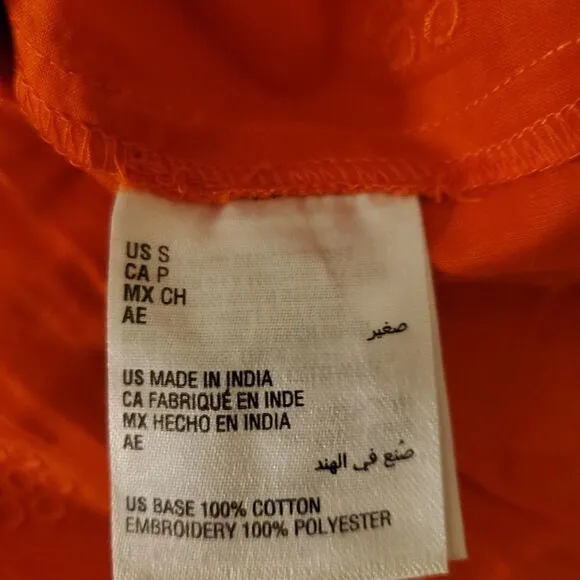 US S
CA P
MX CH
AE
صغير
US MADE IN INDIA
CA FABRIQUÉ EN INDE
MX HECHO EN INDIA
AE
صُنع في الهند
US BASE 100% COTTON
EMBROIDERY 100% POLYESTER